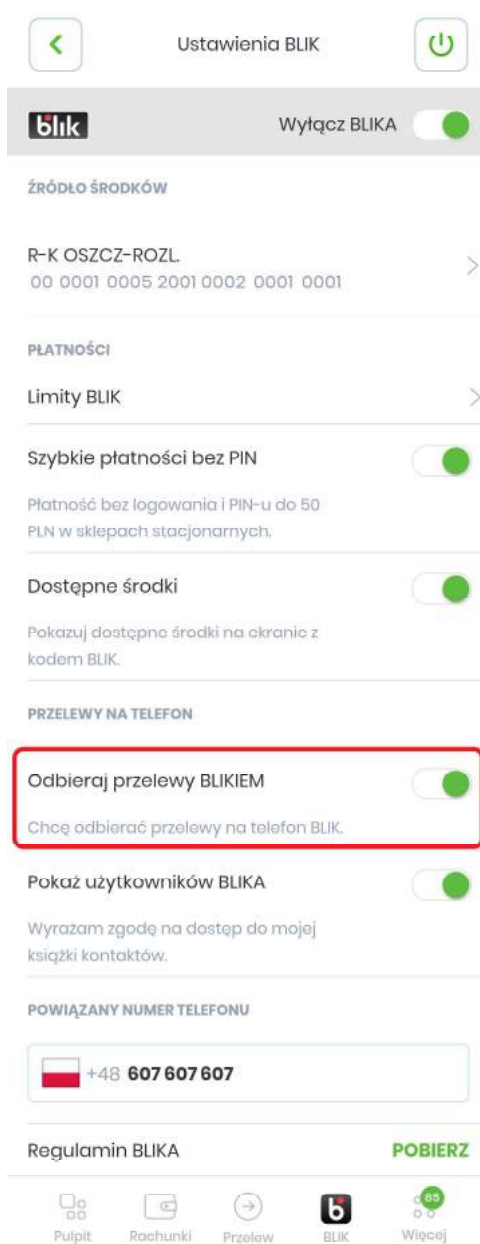 Ustawienia BLIK
blik Wyłącz BLIKA
ŹRÓDŁO ŚRODKÓW
R-K OSZCZ-ROZL.
00 0001 0005 2001 0002 0001 0001
PŁATNOŚCI
Limity BLIK
Szybkie płatności bez PIN
Płatność bez logowania i PIN-u do 50
PLN w sklepach stacjonarnych.
Dostępne środki
Pokazuj dostępne środki na ekranie z
kodem BLIK.
PRZELEWY NA TELEFON
Odbieraj przelewy BLIKIEM
Chcę odbierać przelewy na telefon BLIK.
Pokaż użytkowników BLIKA
Wyrażam zgodę na dostęp do mojej
książki kontaktów.
POWIĄZANY NUMER TELEFONU
+48 607 607 607
Regulamin BLIKA POBIERZ
b 85
Pulpit Rachunki Przelew BLIK Więcej